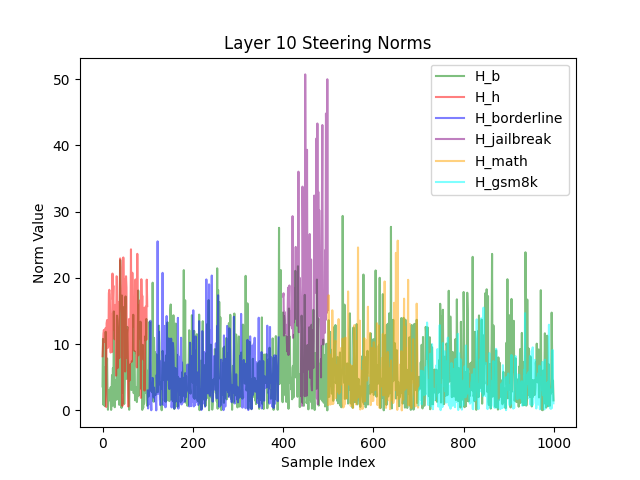 Layer 10 Steering Norms
Norm Value
50
40
30
20
10
0
H_b
H_h
H_borderline
H_jailbreak
H_math
H_gsm8k
0
200
400
600
800
1000
Sample Index